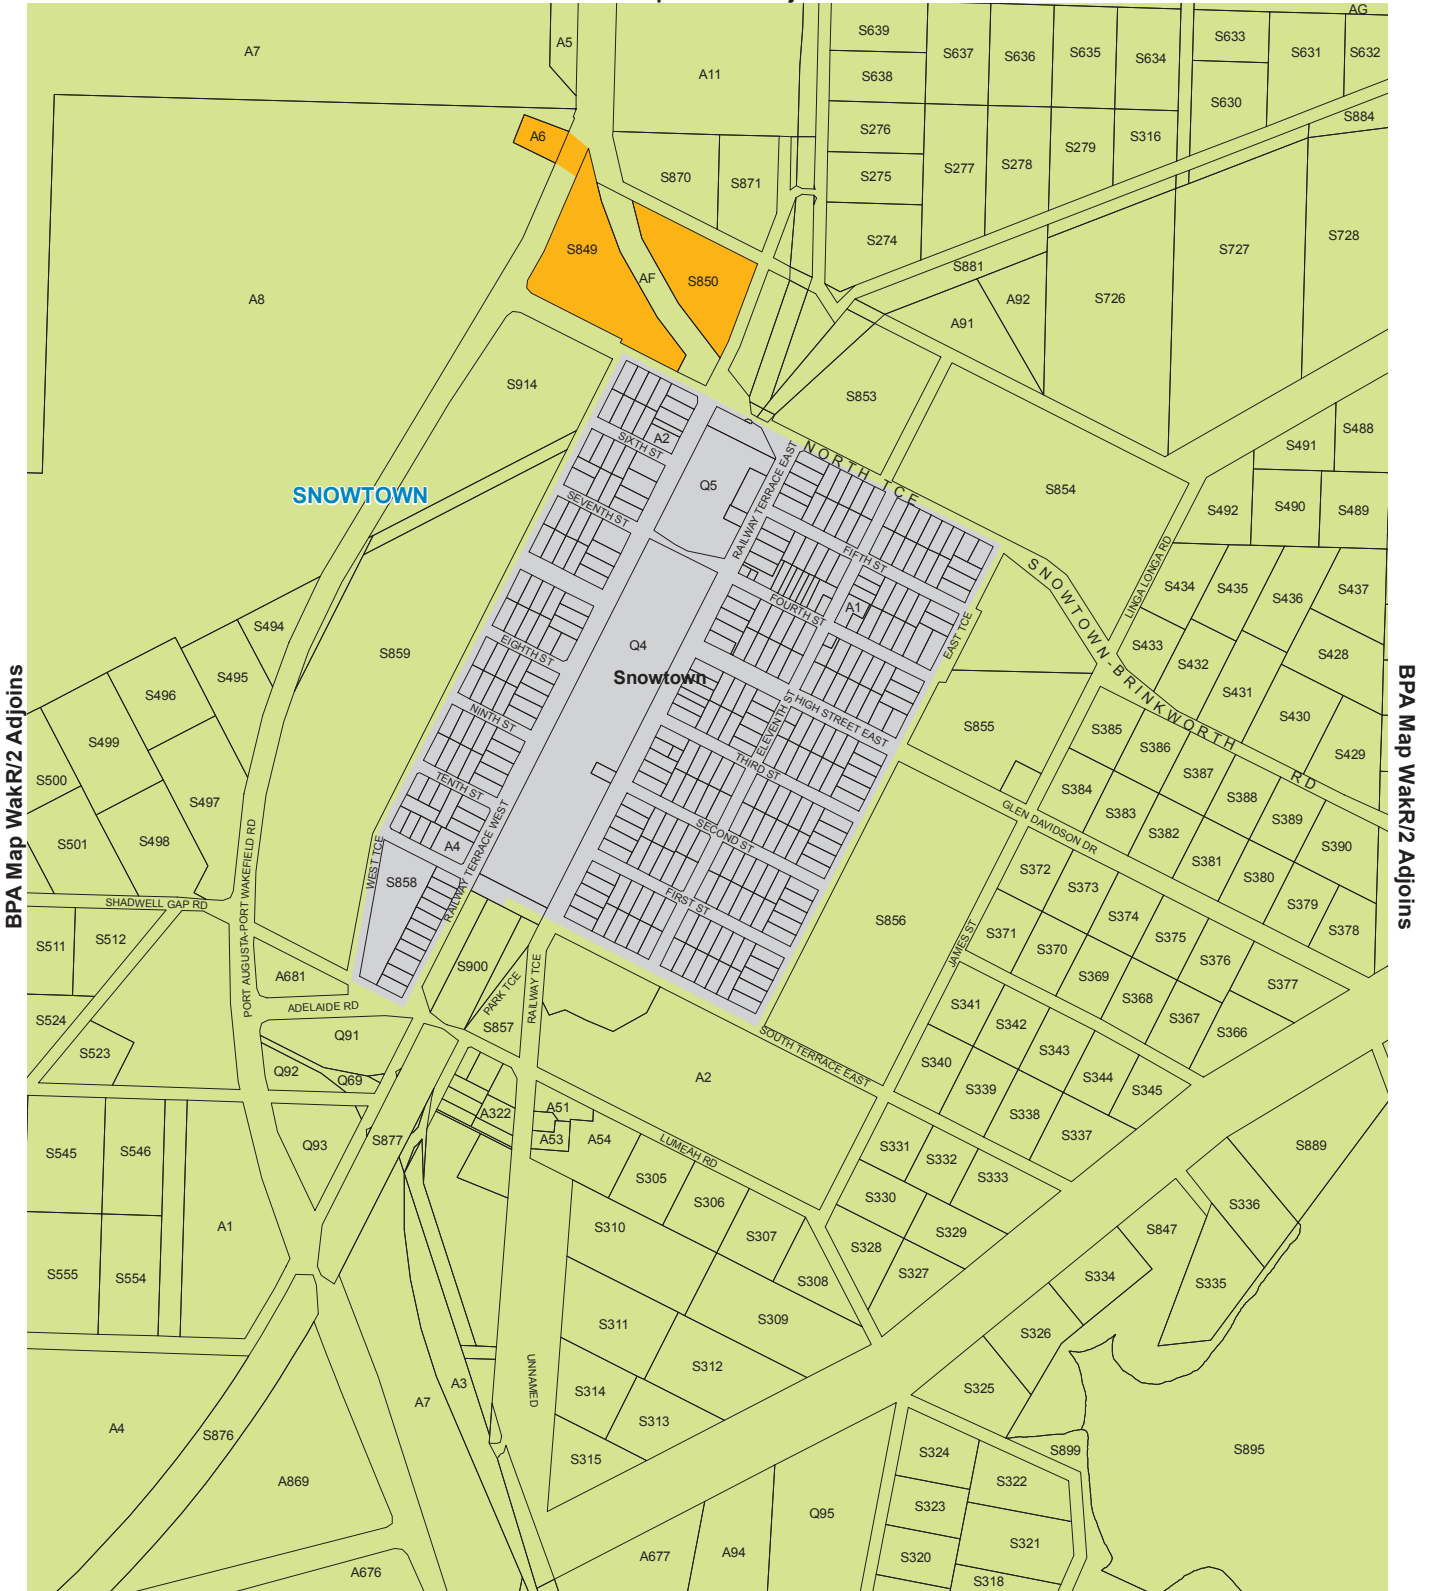 AG
A7
A5
A11
S639
S637
S636
S635
S634
S633
S631
S632
S638
S630
S884
A6
S276
S277
S278
S279
S316
S870
S871
S275
S849
AF
S850
S274
S881
S727
S728
A8
A92
A91
S726
S914
S853
S488
S491
SIXTH ST
A2
NORTH TCE
RAILWAY TERRACE EAST
Q5
S854
SNOWTOWN
S492
S490
S489
SEVENTH ST
FIFTH ST
SNOWTOWN-BRINKWORTH RD
LINGA LONGA RD
S434
S435
S436
S437
FOURTH ST
A1
EAST TCE
S494
S859
EIGHTH ST
Q4
Snowtown
S433
S432
S428
S431
S495
S496
S430
NINTH ST
ELEVENTH ST
HIGH STREET EAST
S855
S385
S386
S429
S499
S500
THIRD ST
TENTH ST
S387
S388
S384
S383
S389
S497
S498
S501
GLEN DAVIDSON DR
S382
S390
SECOND ST
A4
WEST TCE
RAILWAY TERRACE WEST
S381
S380
S372
S373
S379
S858
FIRST ST
S856
S374
S378
SHADWELL GAP RD
PORT AUGUSTA-PORT WAKEFIELD RD
BPA Map WakR/2 Adjoins
BPA Map WakR/2 Adjoins
S511
S512
JAMES ST
S371
S370
S375
S376
S377
S900
PARK TCE
RAILWAY TCE
A681
S369
S368
S367
S366
ADELAIDE RD
S341
S342
S343
S524
S523
Q91
S857
SOUTH TERRACE EAST
Q92
Q69
A2
S340
S339
S344
S345
A322
A51
S338
S337
A53
A54
LUMEAH RD
S877
Q93
S545
S546
S331
S332
S333
S889
S305
S306
S330
S336
A1
S310
S307
S329
S847
S328
S327
S555
S554
S308
S334
S335
S311
S309
S326
UNNAMED
S312
A3
S314
S325
A7
S313
A4
S876
S315
S324
S899
S895
A869
S322
S323
Q95
A677
A94
S320
S321
A676
S318